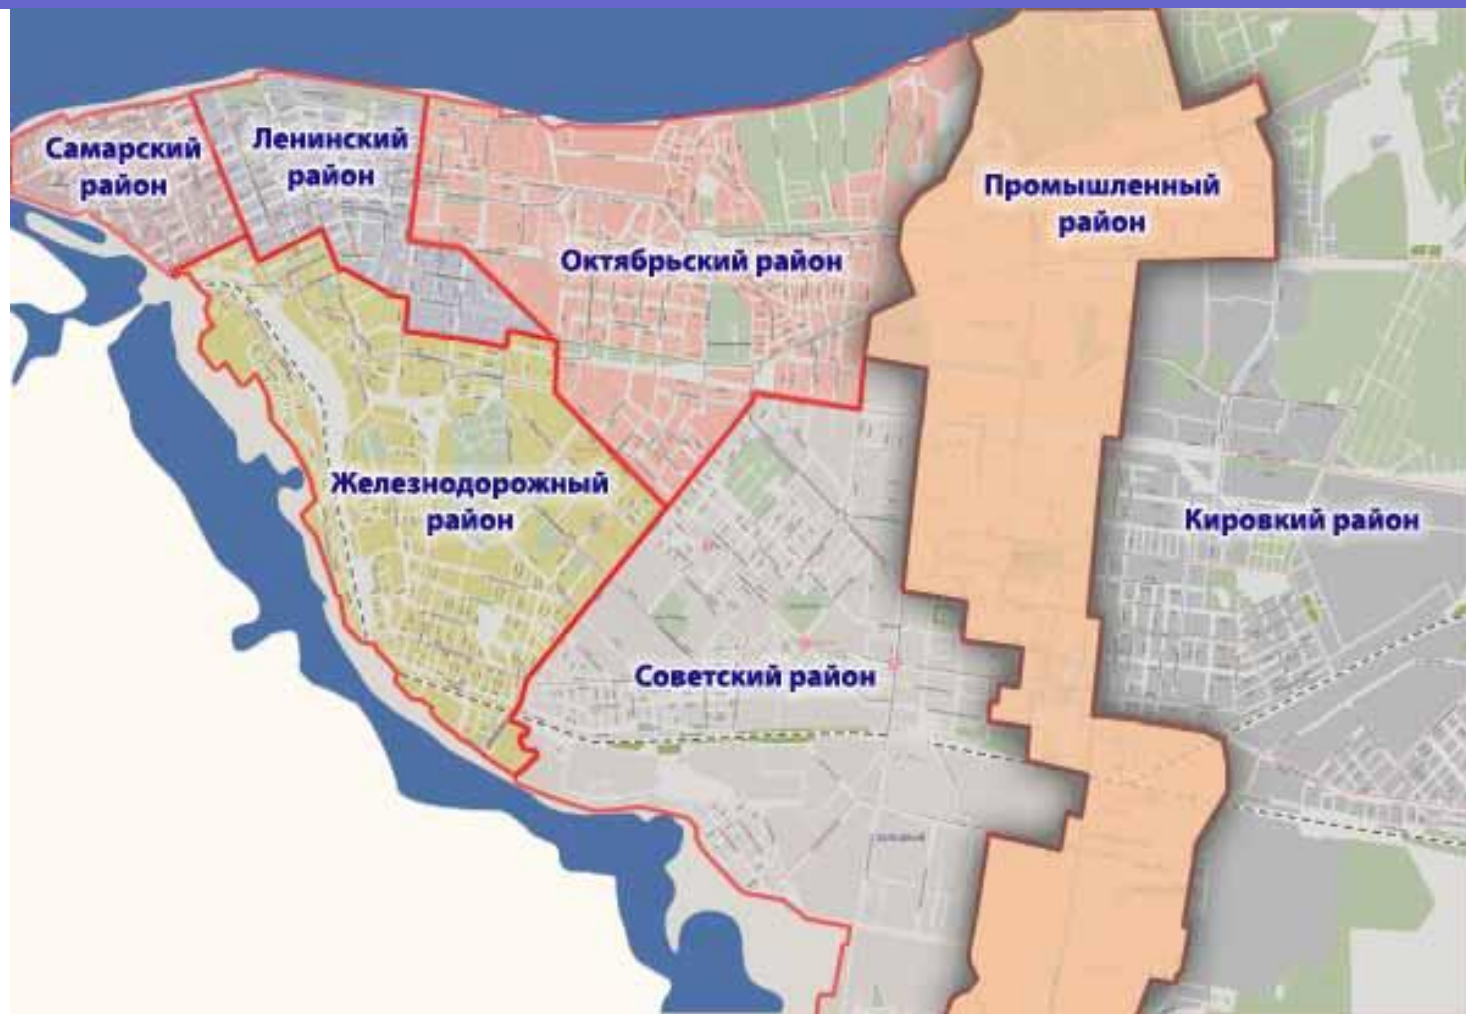 Самарский
район
Ленинский
район
Промышленный
район
Октябрьский район
Железнодорожный
район
Кировкий район
Советский район